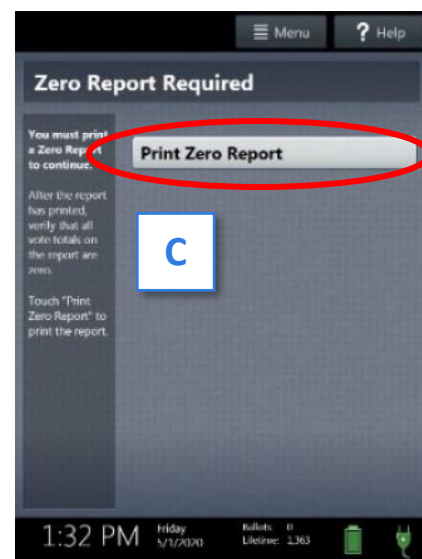 Menu
? Help
Zero Report Required
You must print
a Zero Report
to continue.
Print Zero Report
After the report
has printed,
verify that all
vote totals on
the report are
zero.
C
Touch "Print
Zero Report" to
print the report.
1:32 PM
Friday
5/1/2020
Ballots: 0
Lifetime: 1,363